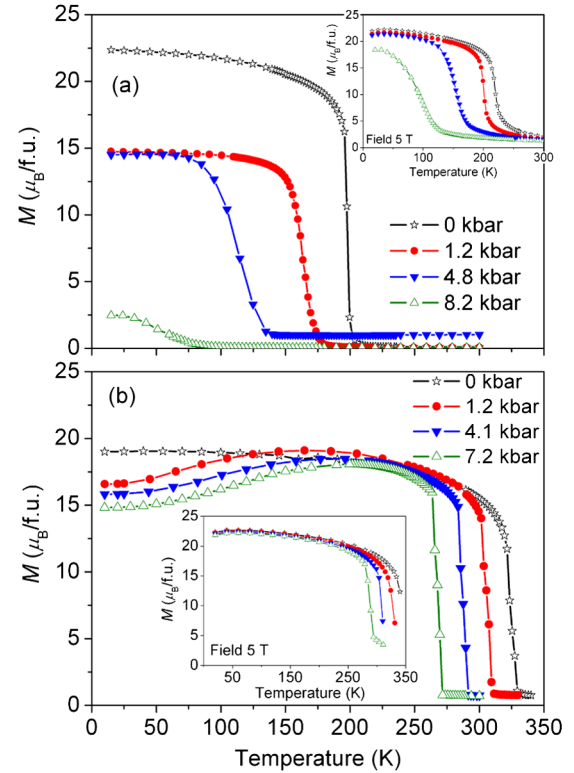 25
20
15
10
5
0
M (μB/f.u.)
(a)
25
20
15
10
5
0
M (μB/f.u.)
Field 5 T
0 100 200 300
Temperature (K)
0 kbar
1.2 kbar
4.8 kbar
8.2 kbar
25
20
15
10
5
0
M (μB/f.u.)
(b)
0 kbar
1.2 kbar
4.1 kbar
7.2 kbar
25
20
15
10
5
0
M (μB/f.u.)
Field 5 T
50 150 250 350
Temperature (K)
0 50 100 150 200 250 300 350
Temperature (K)